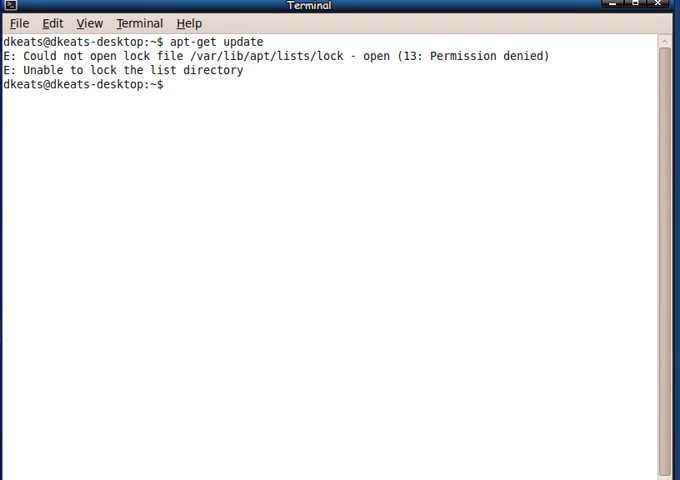 Terminal
File Edit View Terminal Help
dkeats@dkeats-desktop:~$ apt-get update
E: Could not open lock file /var/lib/apt/lists/lock - open (13: Permission denied)
E: Unable to lock the list directory
dkeats@dkeats-desktop:~$